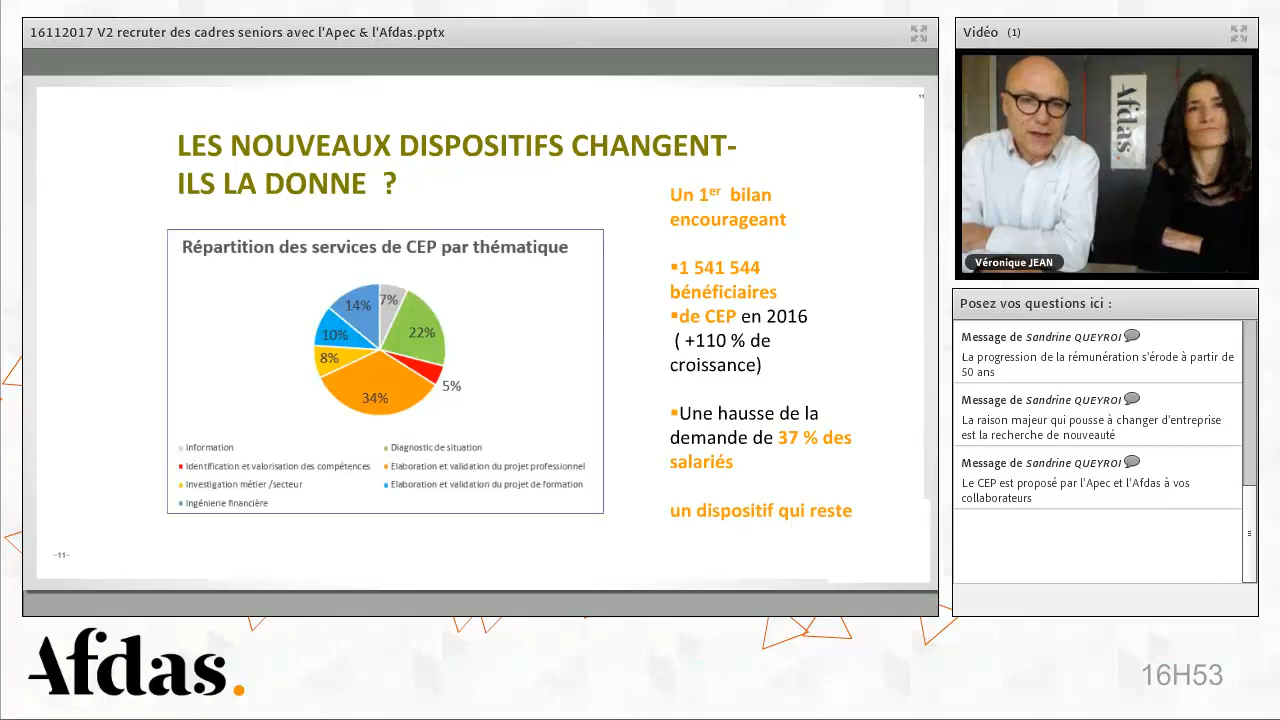 16112017 V2 recruter des cadres seniors avec l'Apec & l'Afdas.pptx
11
LES NOUVEAUX DISPOSITIFS CHANGENT-
ILS LA DONNE ?
Répartition des services de CEP par thématique
14%
7%
22%
10%
8%
5%
34%
Information
Diagnostic de situation
Identification et valorisation des compétences
Elaboration et validation du projet professionnel
Investigation métier /secteur
Elaboration et validation du projet de formation
Ingénierie financière
Un 1er bilan
encourageant
▪1 541 544
bénéficiaires
▪de CEP en 2016
( +110 % de
croissance)
▪Une hausse de la
demande de 37 % des
salariés
un dispositif qui reste
–11–
Vidéo (1)
Afdas.
Véronique JEAN
Posez vos questions ici :
Message de Sandrine QUEYROI
La progression de la rémunération s'érode à partir de
50 ans
Message de Sandrine QUEYROI
La raison majeur qui pousse à changer d'entreprise
est la recherche de nouveauté
Message de Sandrine QUEYROI
Le CEP est proposé par l'Apec et l'Afdas à vos
collaborateurs
Afdas.
16H53